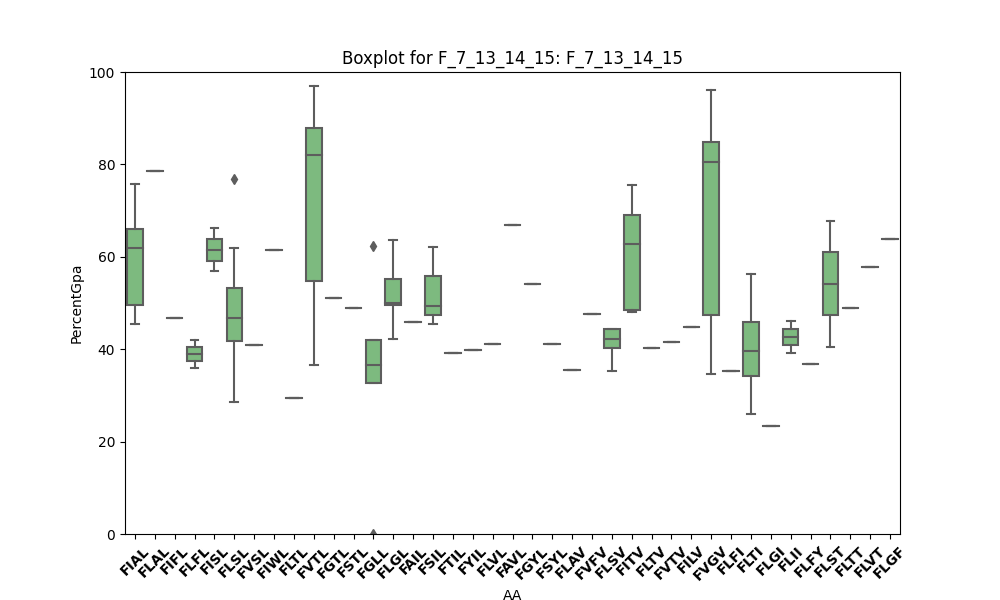 Boxplot for F_7_13_14_15: F_7_13_14_15
100
80
60
40
20
0
PercentGpa
FIAL FLAL FIFL FLFL FISL FLSL FVSL FIWL FLTL FVTL FGTL FSTL FGLL FLGL FAIL FSIL FTIL FYIL FLVL FAVL FGYL FSYL FLAV FVFV FLSV FITV FLTV FVTV FILV FVGV FLFI FLTI FLGI FLII FLFY FLST FLTT FLVT FLGF
AA